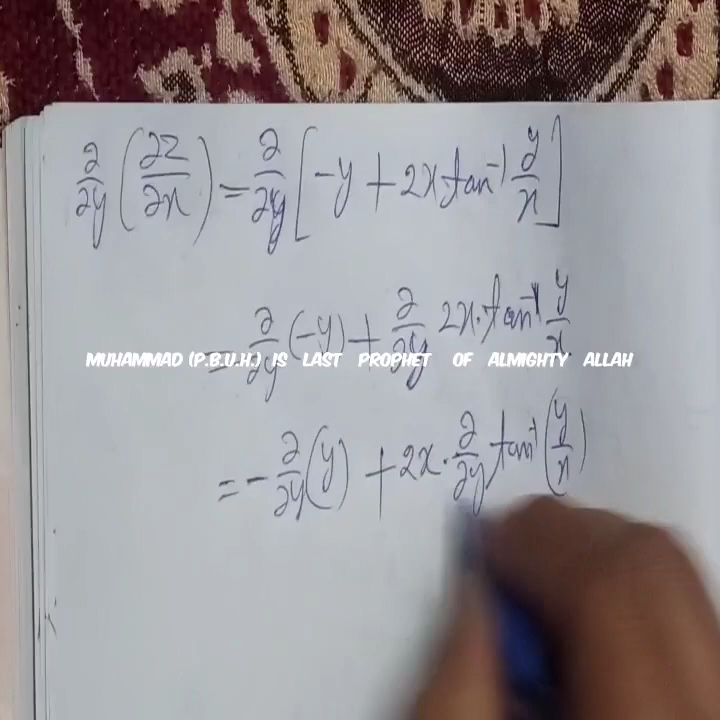 ∂/∂y (∂z/∂x) = ∂/∂y [-y + 2x tan⁻¹ y/x]
= ∂/∂y (-y) + ∂/∂y 2x · tan⁻¹ y/x
MUHAMMAD (P.B.U.H.) IS LAST PROPHET OF ALMIGHTY ALLAH
= - ∂/∂y (y) + 2x · ∂/∂y tan⁻¹ (y/x)